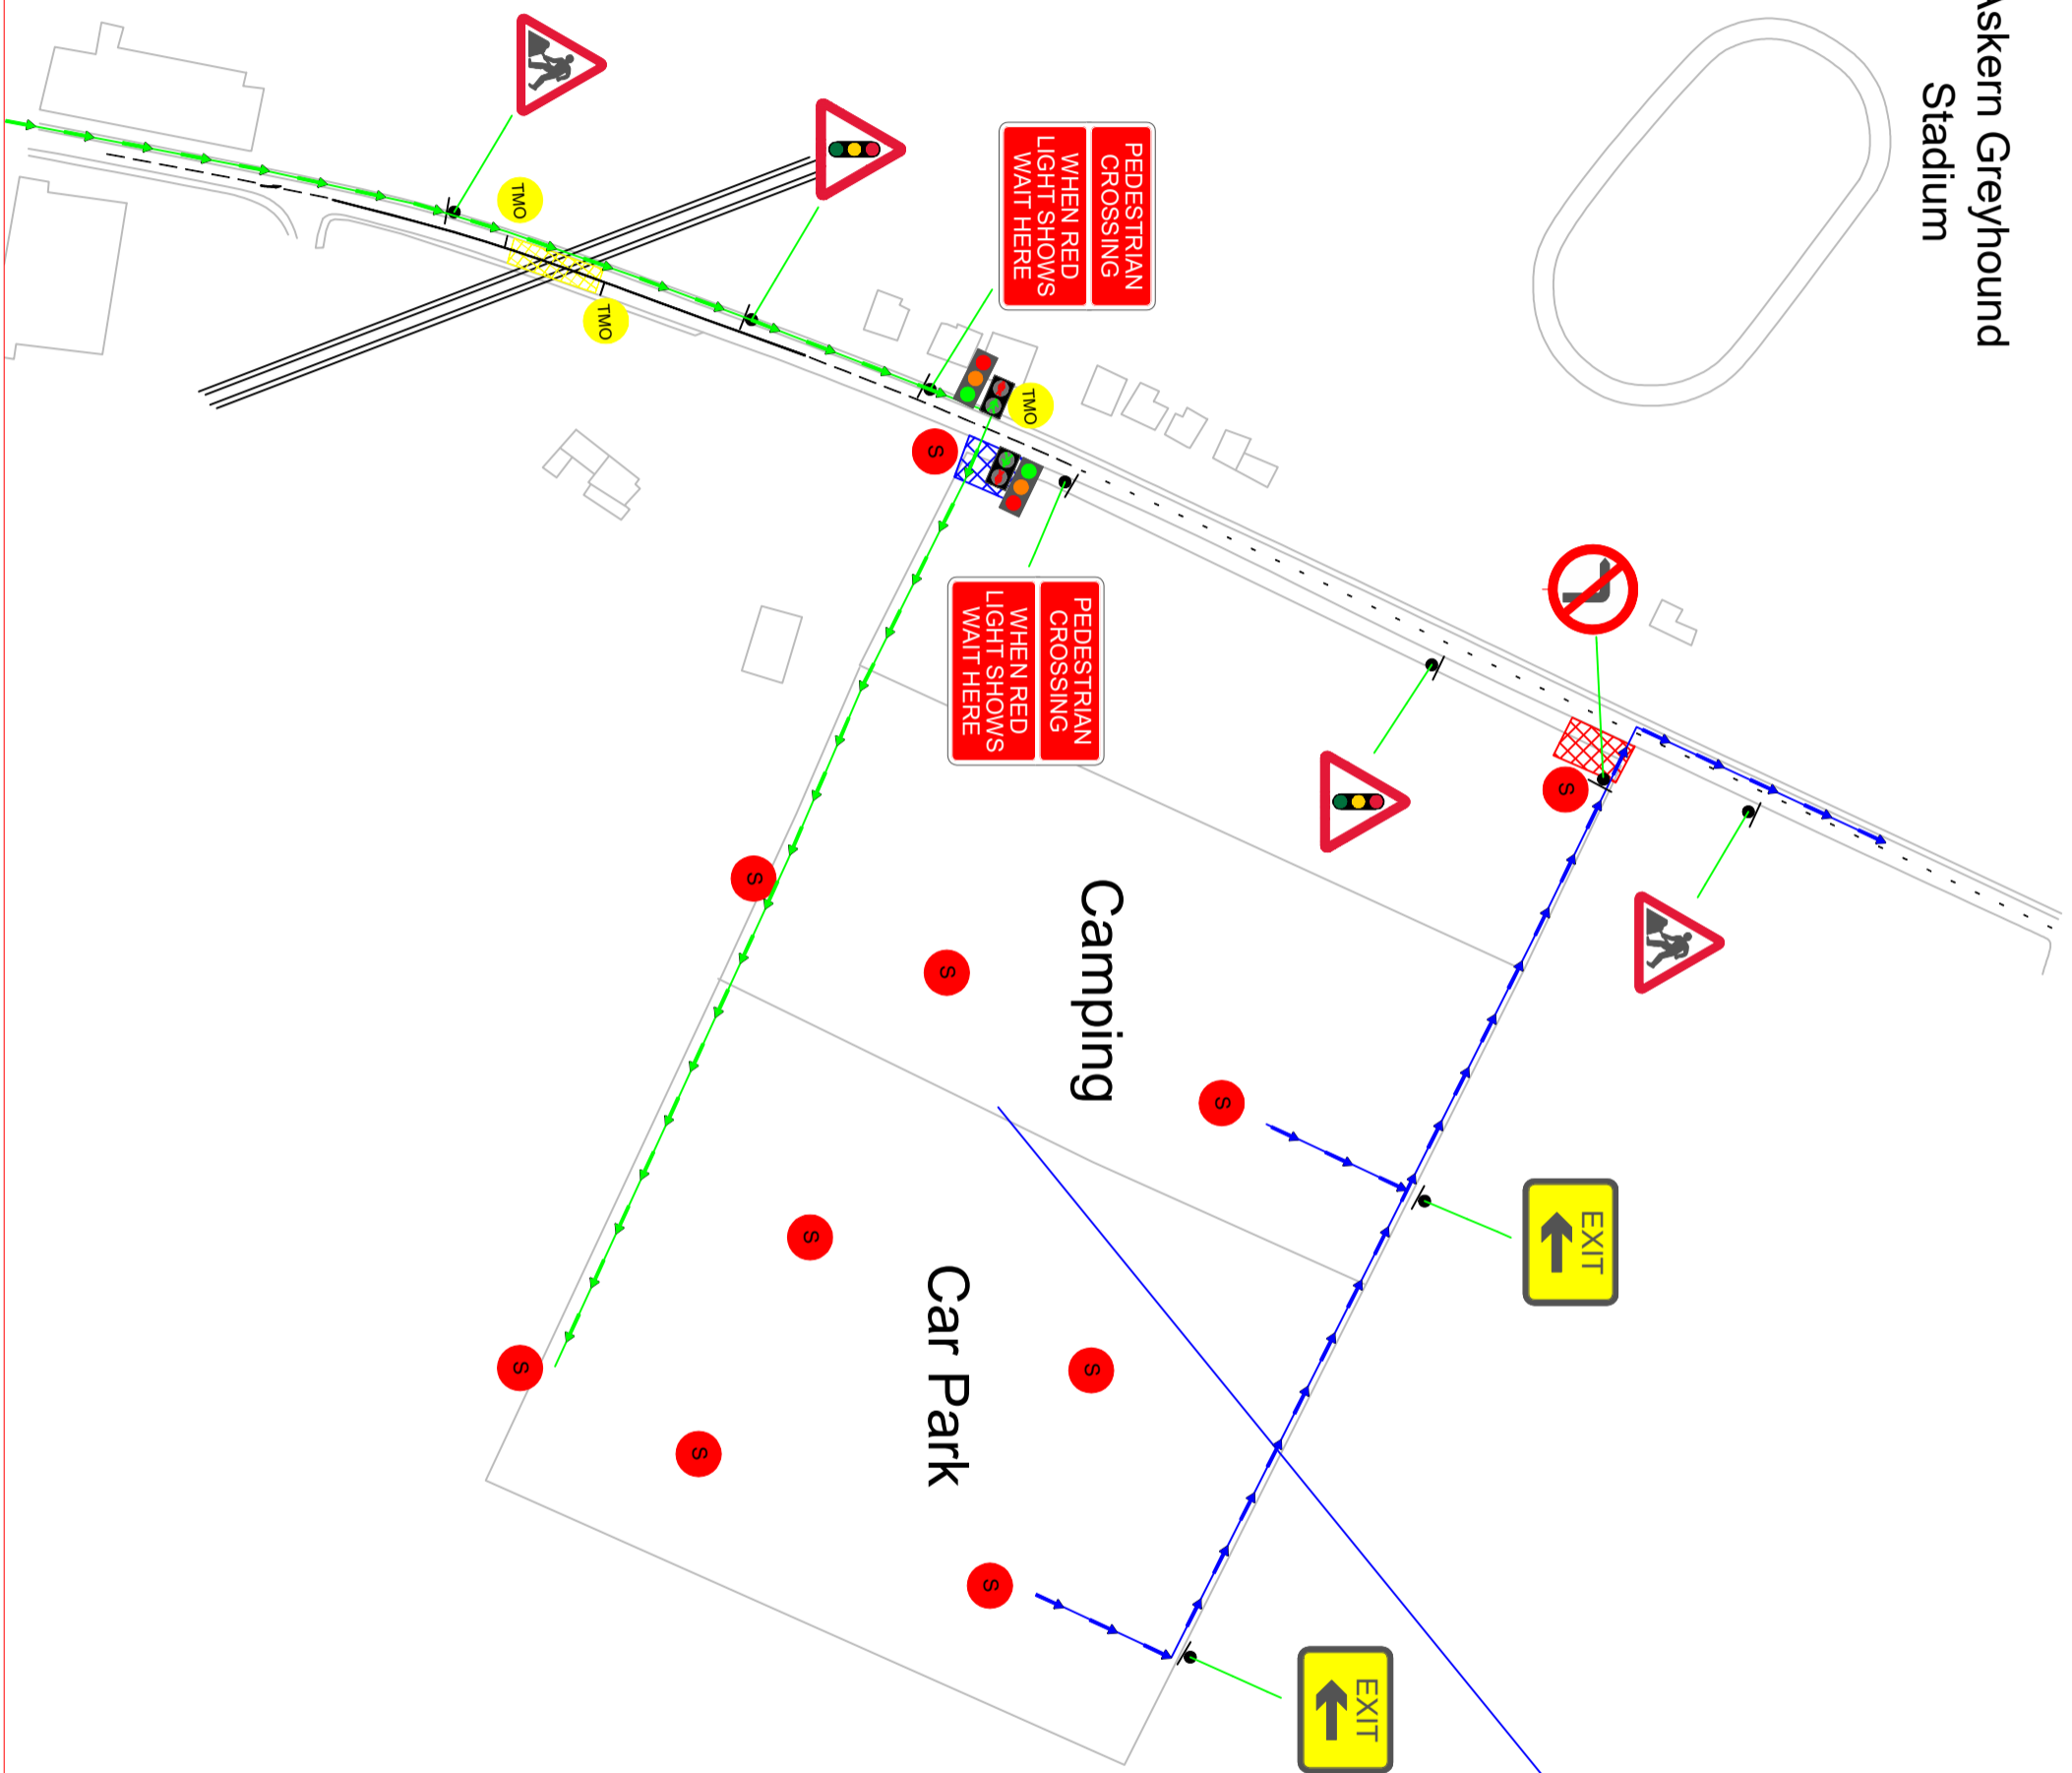 Askern Greyhound
Stadium
PEDESTRIAN
CROSSING
WHEN RED
LIGHT SHOWS
WAIT HERE
TMO
TMO
TMO
S
PEDESTRIAN
CROSSING
WHEN RED
LIGHT SHOWS
WAIT HERE
S
S
Camping
S
S
EXIT
S
Car Park
S
S
S
S
EXIT